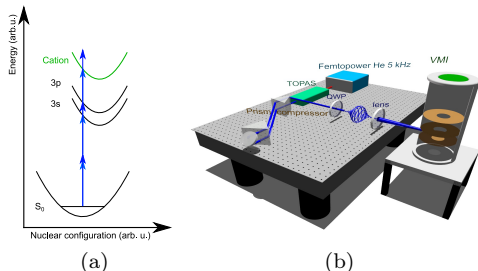 Energy (arb.u.)
Cation
3p
3s
S₀
Nuclear configuration (arb. u.)
(a)
Femtopower He 5 kHz
VMI
TOPAS
QWP
lens
Prism compressor
(b)